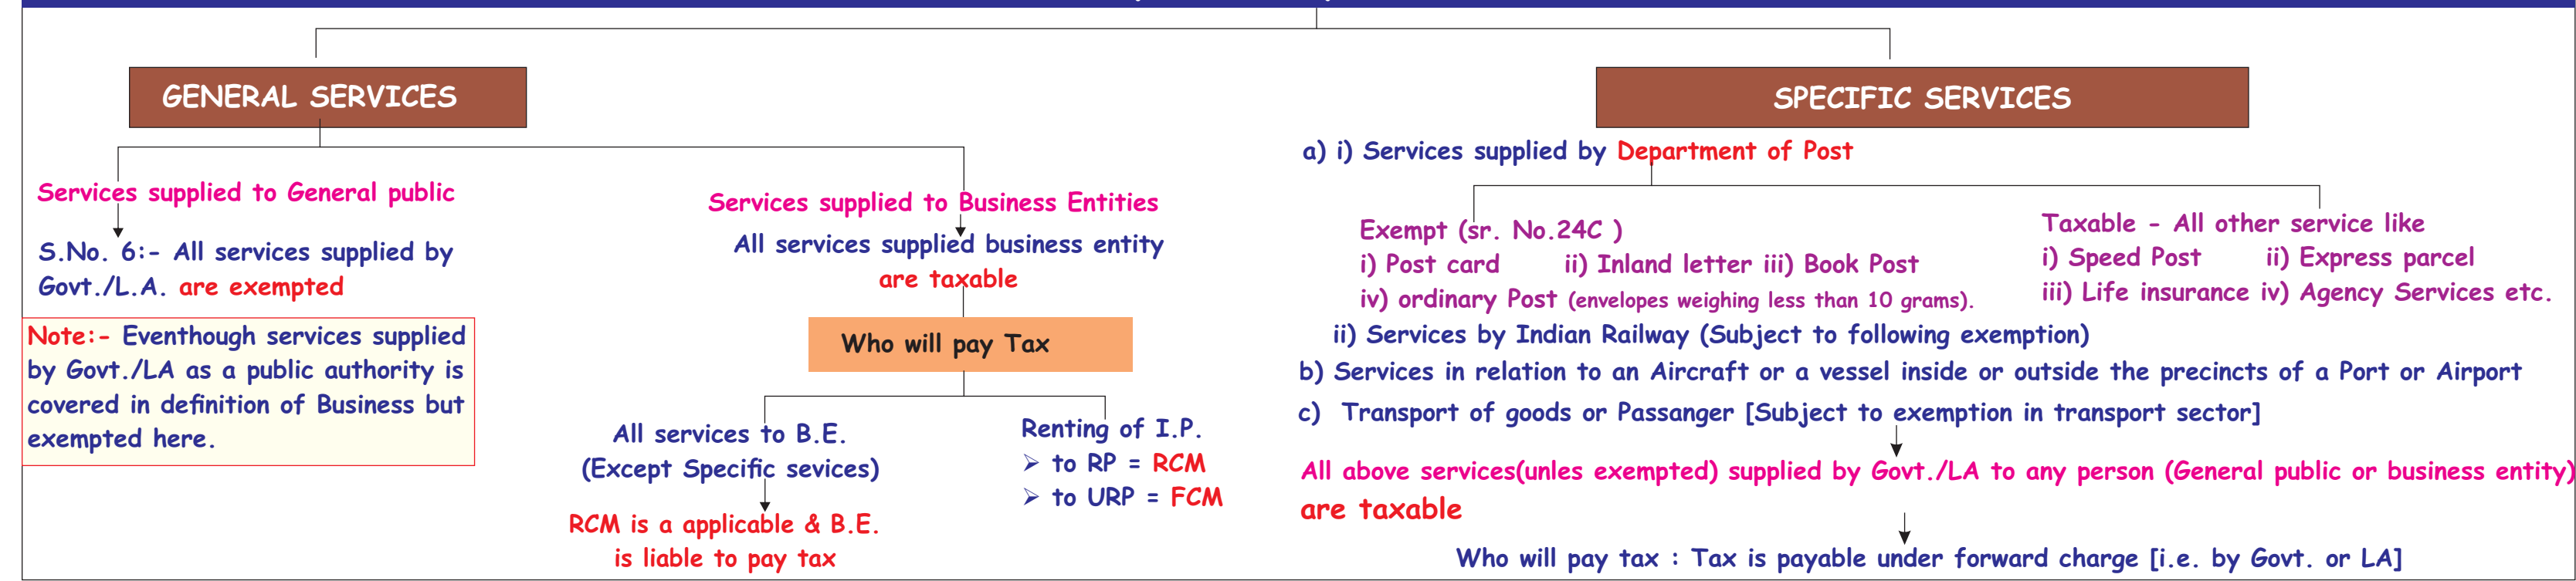 GENERAL SERVICES
Services supplied to General public
S.No. 6:- All services supplied by
Govt./L.A. are exempted
Note:- Eventhough services supplied
by Govt./LA as a public authority is
covered in definition of Business but
exempted here.
Services supplied to Business Entities
All services supplied business entity
are taxable
Who will pay Tax
All services to B.E.
(Except Specific sevices)
RCM is a applicable & B.E.
is liable to pay tax
Renting of I.P.
➢ to RP = RCM
➢ to URP = FCM
SPECIFIC SERVICES
a) i) Services supplied by Department of Post
Exempt (sr. No.24C )
i) Post card ii) Inland letter iii) Book Post
iv) ordinary Post (envelopes weighing less than 10 grams).
Taxable - All other service like
i) Speed Post ii) Express parcel
iii) Life insurance iv) Agency Services etc.
ii) Services by Indian Railway (Subject to following exemption)
b) Services in relation to an Aircraft or a vessel inside or outside the precincts of a Port or Airport
c) Transport of goods or Passanger [Subject to exemption in transport sector]
All above services(unles exempted) supplied by Govt./LA to any person (General public or business entity)
are taxable
Who will pay tax : Tax is payable under forward charge [i.e. by Govt. or LA]